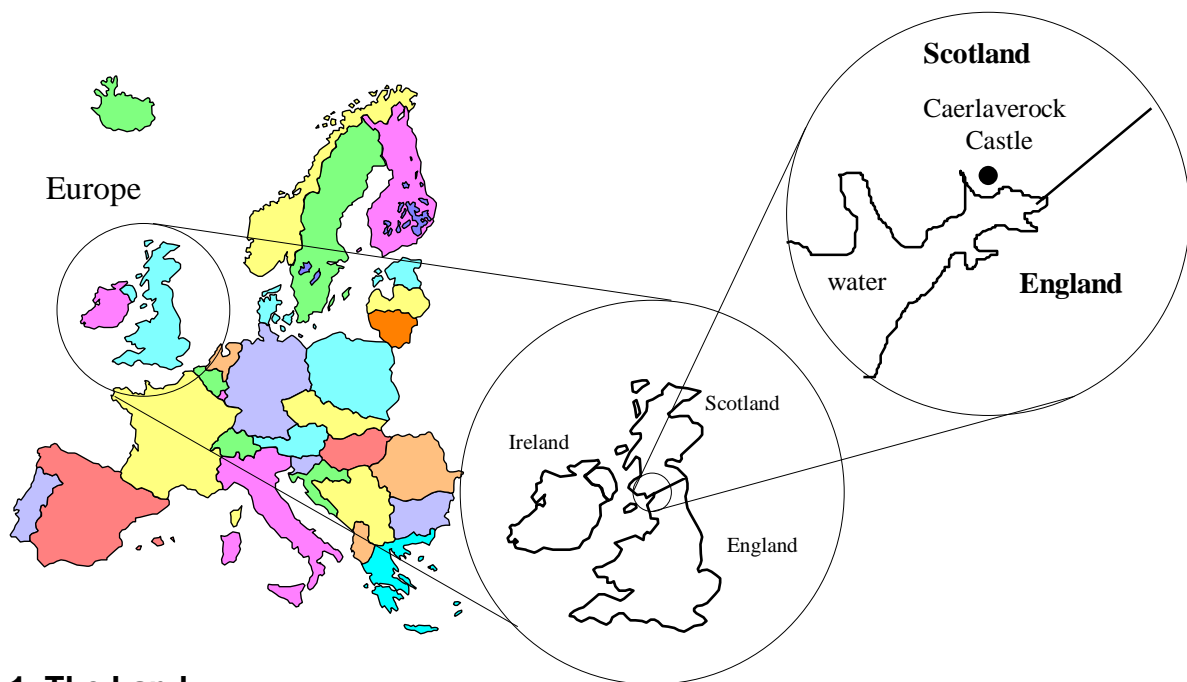 Scotland
Caerlaverock
Castle
Europe
water
England
Scotland
Ireland
England